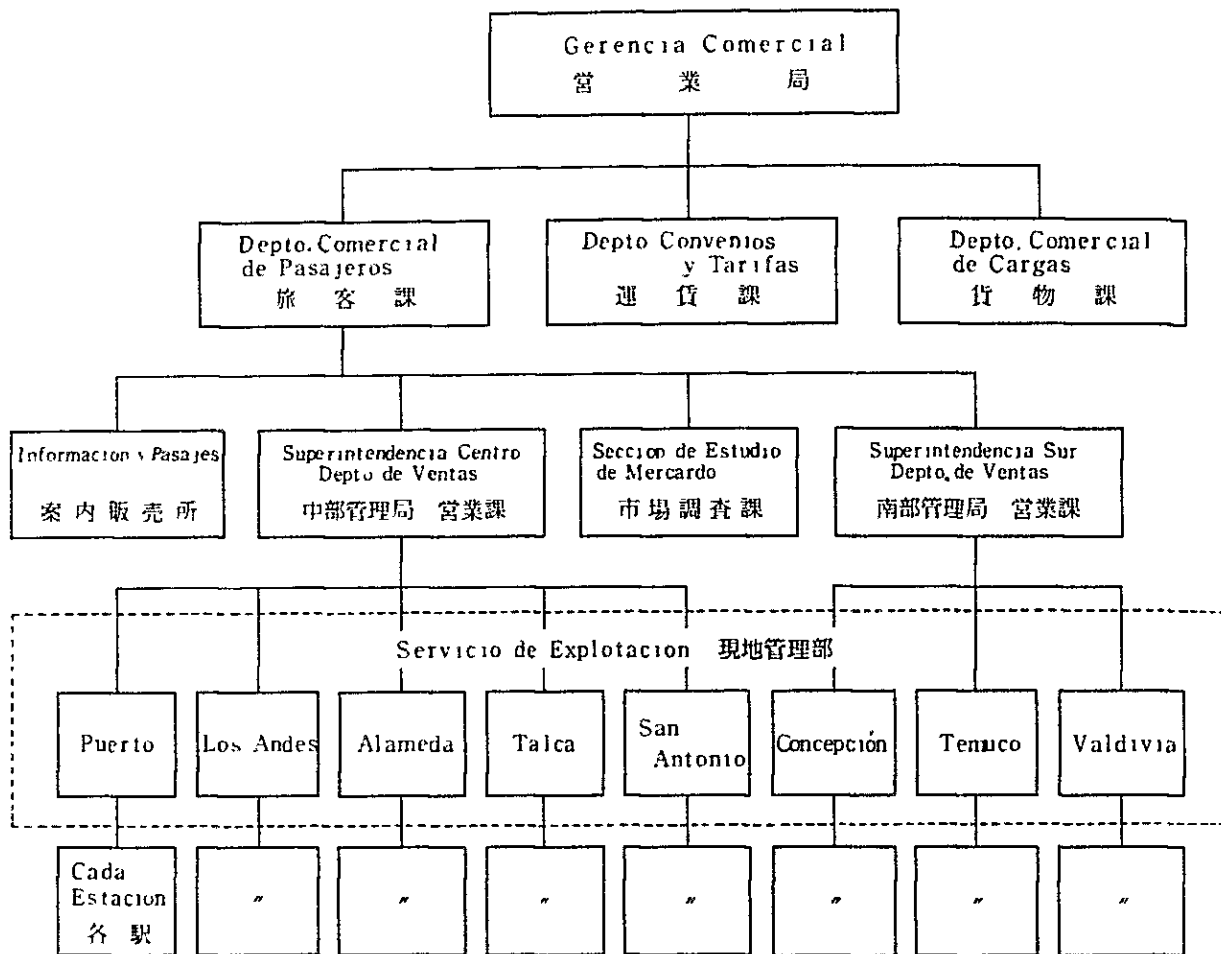 Gerencia Comercial
営業局
Depto. Comercial
de Pasajeros
旅客課
Depto Convenios
y Tarifas
運賃課
Depto. Comercial
de Cargas
貨物課
Informacion y Pasajes
案内販売所
Superintendencia Centro
Depto de Ventas
中部管理局 営業課
Seccion de Estudio
de Mercardo
市場調査課
Superintendencia Sur
Depto. de Ventas
南部管理局 営業課
Servicio de Explotacion 現地管理部
Puerto
Los Andes
Alameda
Talca
San
Antonio
Concepción
Temuco
Valdivia
Cada
Estacion
各駅
〃
〃
〃
〃
〃
〃
〃